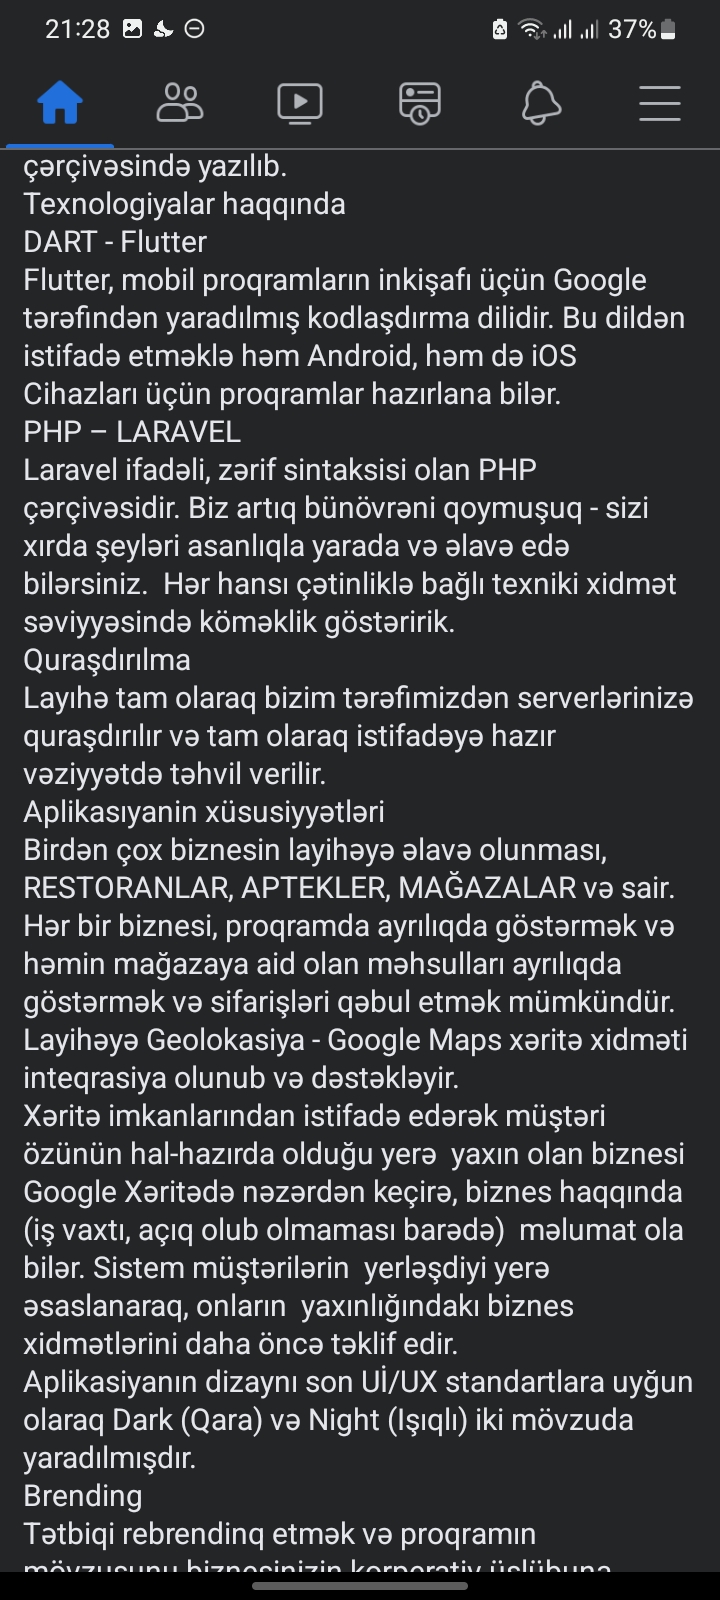 21:28
37%
çərçivəsində yazılıb.
Texnologiyalar haqqında
DART - Flutter
Flutter, mobil proqramların inkişafı üçün Google
tərəfindən yaradılmış kodlaşdırma dilidir. Bu dildən
istifadə etməklə həm Android, həm də iOS
Cihazları üçün proqramlar hazırlana bilər.
PHP – LARAVEL
Laravel ifadəli, zərif sintaksisi olan PHP
çərçivəsidir. Biz artıq bünövrəni qoymuşuq - sizi
xırda şeyləri asanlıqla yarada və əlavə edə
bilərsiniz.  Hər hansı çətinliklə bağlı texniki xidmət
səviyyəsində köməklik göstəririk.
Quraşdırılma
Layıhə tam olaraq bizim tərəfimizdən serverlərinizə
quraşdırılır və tam olaraq istifadəyə hazır
vəziyyətdə təhvil verilir.
Aplikasıyanin xüsusiyyətləri
Birdən çox biznesin layihəyə əlavə olunması,
RESTORANLAR, APTEKLER, MAĞAZALAR və sair.
Hər bir biznesi, proqramda ayrılıqda göstərmək və
həmin mağazaya aid olan məhsulları ayrılıqda
göstərmək və sifarişləri qəbul etmək mümkündür.
Layihəyə Geolokasiya - Google Maps xəritə xidməti
inteqrasiya olunub və dəstəkləyir.
Xəritə imkanlarından istifadə edərək müştəri
özünün hal-hazırda olduğu yerə  yaxın olan biznesi
Google Xəritədə nəzərdən keçirə, biznes haqqında
(iş vaxtı, açıq olub olmaması barədə)  məlumat ola
bilər. Sistem müştərilərin  yerləşdiyi yerə
əsaslanaraq, onların  yaxınlığındakı biznes
xidmətlərini daha öncə təklif edir.
Aplikasiyanın dizaynı son Uİ/UX standartlara uyğun
olaraq Dark (Qara) və Night (Işıqlı) iki mövzuda
yaradılmışdır.
Brending
Tətbiqi rebrendinq etmək və proqramın
mövzusunu biznesinizin korperativ üslübuna